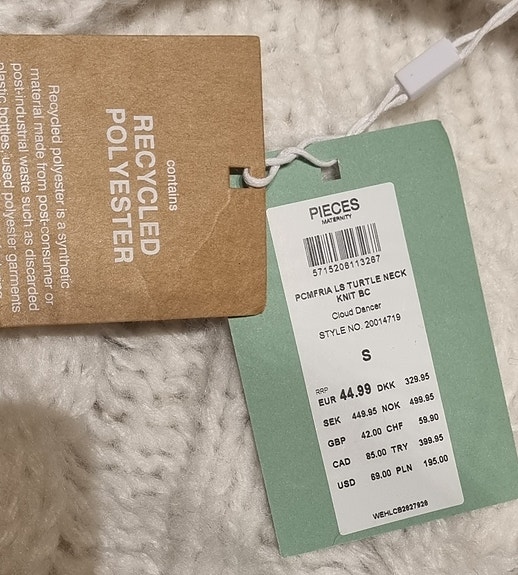 contains
RECYCLED
POLYESTER
Recycled polyester is a synthetic
material made from post-consumer or
post-industrial waste such as discarded
plastic bottles, used polyester garments
PIECES
MATERNITY
5715206113267
PCMFRIA LS TURTLE NECK
KNIT BC
Cloud Dancer
STYLE NO. 20014719
S
RRP
EUR 44.99 DKK 329.95
SEK 449.95 NOK 499.95
GBP 42.00 CHF 59.90
CAD 85.00 TRY 399.95
USD 69.00 PLN 195.00
WEHLCB2627926